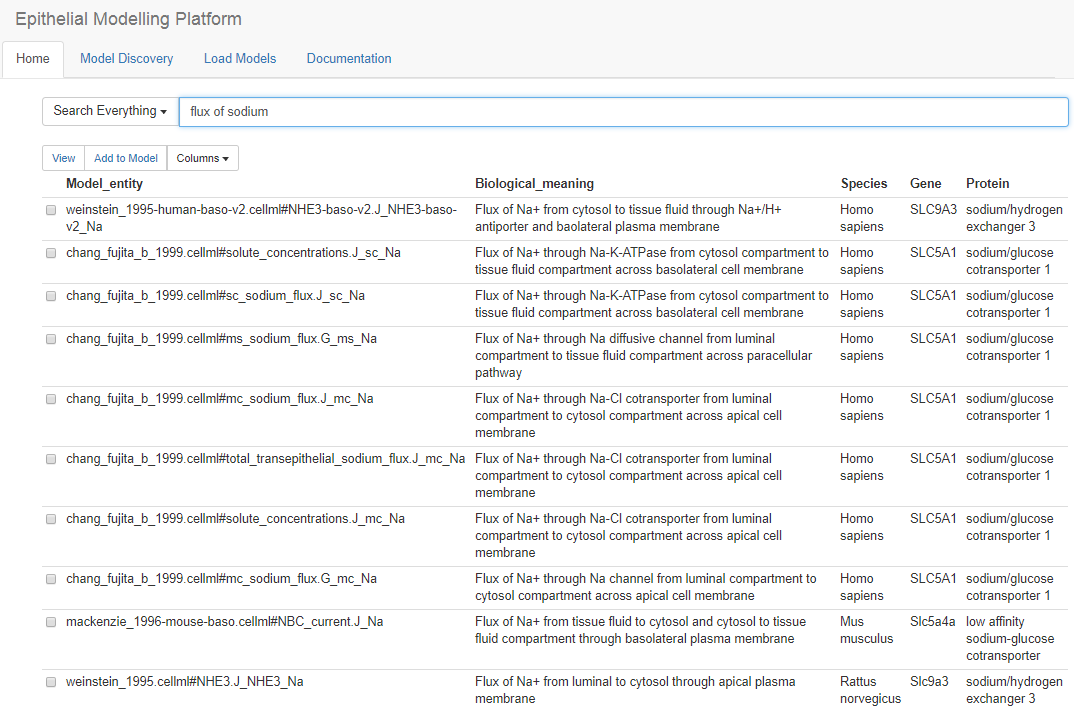 Epithelial Modelling Platform
Home Model Discovery Load Models Documentation
Search Everything flux of sodium
View Add to Model Columns
Model_entity Biological_meaning Species Gene Protein
weinstein_1995-human-baso-v2.cellml#NHE3-baso-v2.J_NHE3-baso- Flux of Na+ from cytosol to tissue fluid through Na+/H+ Homo SLC9A3 sodium/hydrogen
v2_Na antiporter and baolateral plasma membrane sapiens exchanger 3
chang_fujita_b_1999.cellml#solute_concentrations.J_sc_Na Flux of Na+ through Na-K-ATPase from cytosol compartment to Homo SLC5A1 sodium/glucose
tissue fluid compartment across basolateral cell membrane sapiens cotransporter 1
chang_fujita_b_1999.cellml#sc_sodium_flux.J_sc_Na Flux of Na+ through Na-K-ATPase from cytosol compartment to Homo SLC5A1 sodium/glucose
tissue fluid compartment across basolateral cell membrane sapiens cotransporter 1
chang_fujita_b_1999.cellml#ms_sodium_flux.G_ms_Na Flux of Na+ through Na diffusive channel from luminal Homo SLC5A1 sodium/glucose
compartment to tissue fluid compartment across paracellular sapiens cotransporter 1
pathway
chang_fujita_b_1999.cellml#mc_sodium_flux.J_mc_Na Flux of Na+ through Na-Cl cotransporter from luminal Homo SLC5A1 sodium/glucose
compartment to cytosol compartment across apical cell sapiens cotransporter 1
membrane
chang_fujita_b_1999.cellml#total_transepithelial_sodium_flux.J_mc_Na Flux of Na+ through Na-Cl cotransporter from luminal Homo SLC5A1 sodium/glucose
compartment to cytosol compartment across apical cell sapiens cotransporter 1
membrane
chang_fujita_b_1999.cellml#solute_concentrations.J_mc_Na Flux of Na+ through Na-Cl cotransporter from luminal Homo SLC5A1 sodium/glucose
compartment to cytosol compartment across apical cell sapiens cotransporter 1
membrane
chang_fujita_b_1999.cellml#mc_sodium_flux.G_mc_Na Flux of Na+ through Na channel from luminal compartment to Homo SLC5A1 sodium/glucose
cytosol compartment across apical cell membrane sapiens cotransporter 1
mackenzie_1996-mouse-baso.cellml#NBC_current.J_Na Flux of Na+ from tissue fluid to cytosol and cytosol to tissue Mus Slc5a4a low affinity
fluid compartment through basolateral plasma membrane musculus sodium-glucose
cotransporter
weinstein_1995.cellml#NHE3.J_NHE3_Na Flux of Na+ from luminal to cytosol through apical plasma Rattus Slc9a3 sodium/hydrogen
membrane norvegicus exchanger 3